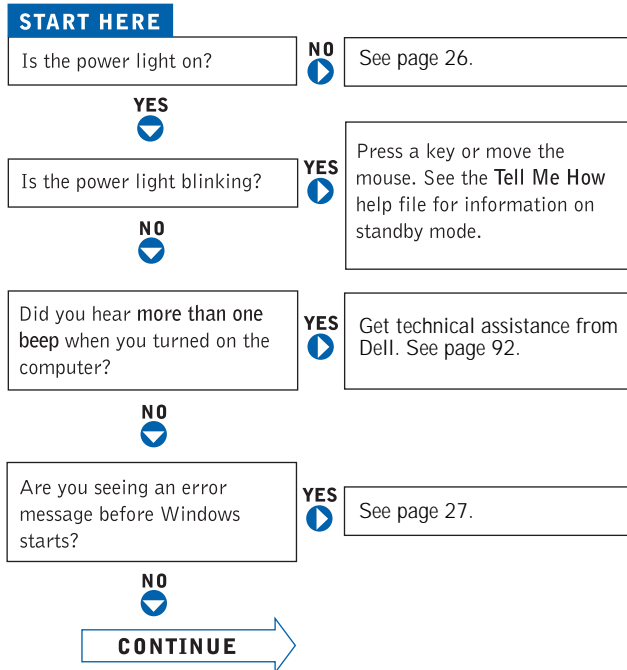 START HERE
Is the power light on?
NO
See page 26.
YES
Is the power light blinking?
YES
Press a key or move the
mouse. See the Tell Me How
help file for information on
standby mode.
NO
Did you hear more than one
beep when you turned on the
computer?
YES
Get technical assistance from
Dell. See page 92.
NO
Are you seeing an error
message before Windows
starts?
YES
See page 27.
NO
CONTINUE